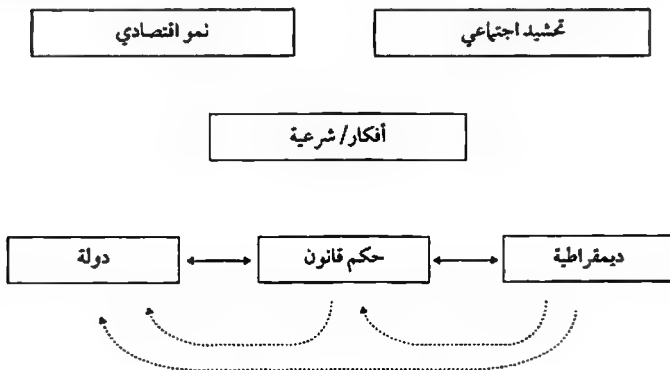 تحشيد اجتماعي
نمو اقتصادي
أفكار/ شرعية
ديمقراطية
حكم قانون
دولة